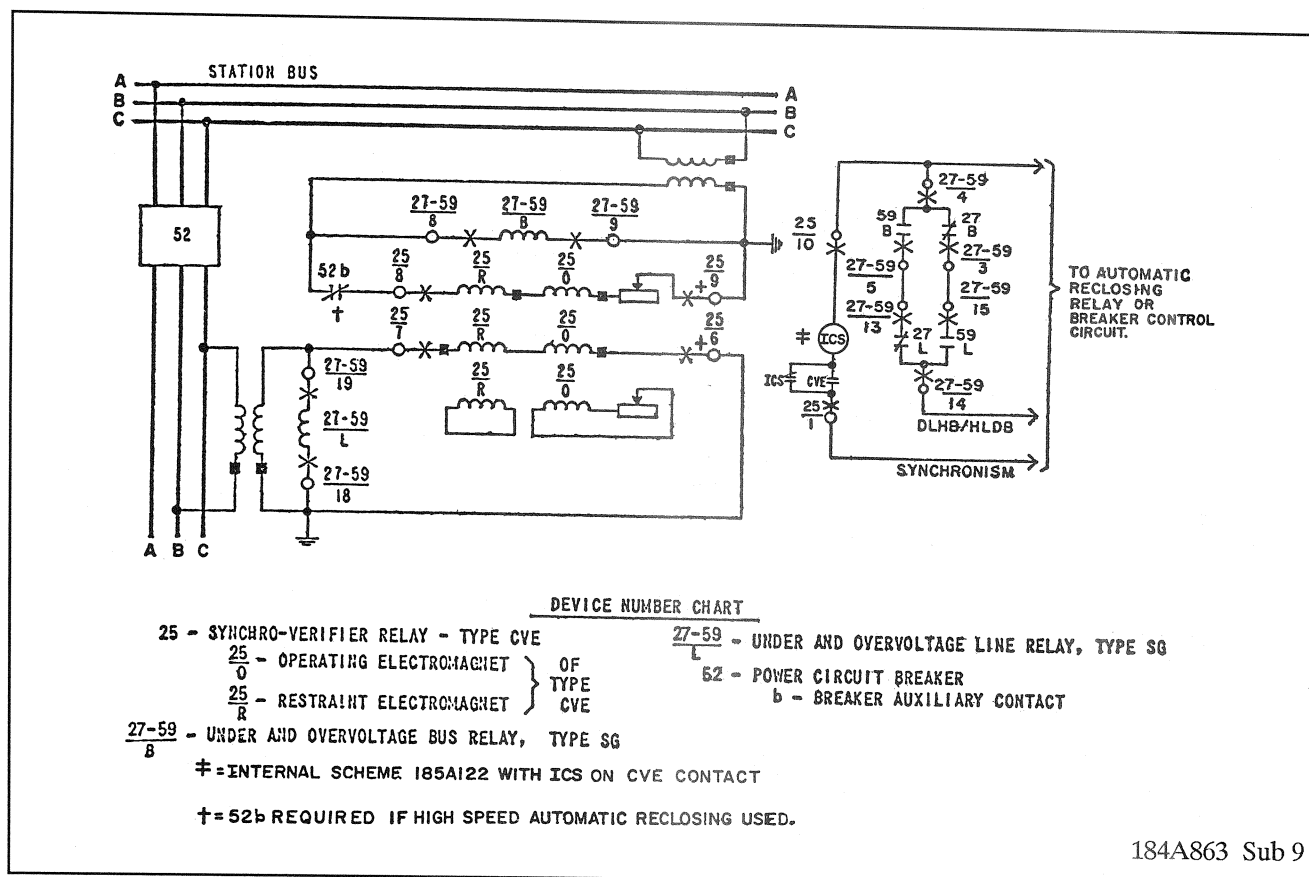 STATION BUS
A
B
C
A
B
C
52
27-59
8
27-59
B
27-59
9
52b
†
25
8
25
R
25
O
25
9
+
25
7
25
R
25
O
25
6
+
27-59
19
27-59
L
27-59
18
25
R
25
O
A B C
25
10
‡
ICS
ICS
CVE
25
1
27-59
4
59
B
27
B
27-59
5
27-59
3
27-59
13
27-59
15
27
L
59
L
27-59
14
DLHB/HLDB
SYNCHRONISM
TO AUTOMATIC
RECLOSING
RELAY OR
BREAKER CONTROL
CIRCUIT.
DEVICE NUMBER CHART
25 - SYNCHRO-VERIFIER RELAY - TYPE CVE
25
O - OPERATING ELECTROMAGNET
25
R - RESTRAINT ELECTROMAGNET
OF
TYPE
CVE
27-59
B - UNDER AND OVERVOLTAGE BUS RELAY, TYPE SG
27-59
L - UNDER AND OVERVOLTAGE LINE RELAY, TYPE SG
52 - POWER CIRCUIT BREAKER
b - BREAKER AUXILIARY CONTACT
‡=INTERNAL SCHEME 185A122 WITH ICS ON CVE CONTACT
†=52b REQUIRED IF HIGH SPEED AUTOMATIC RECLOSING USED.
184A863 Sub 9